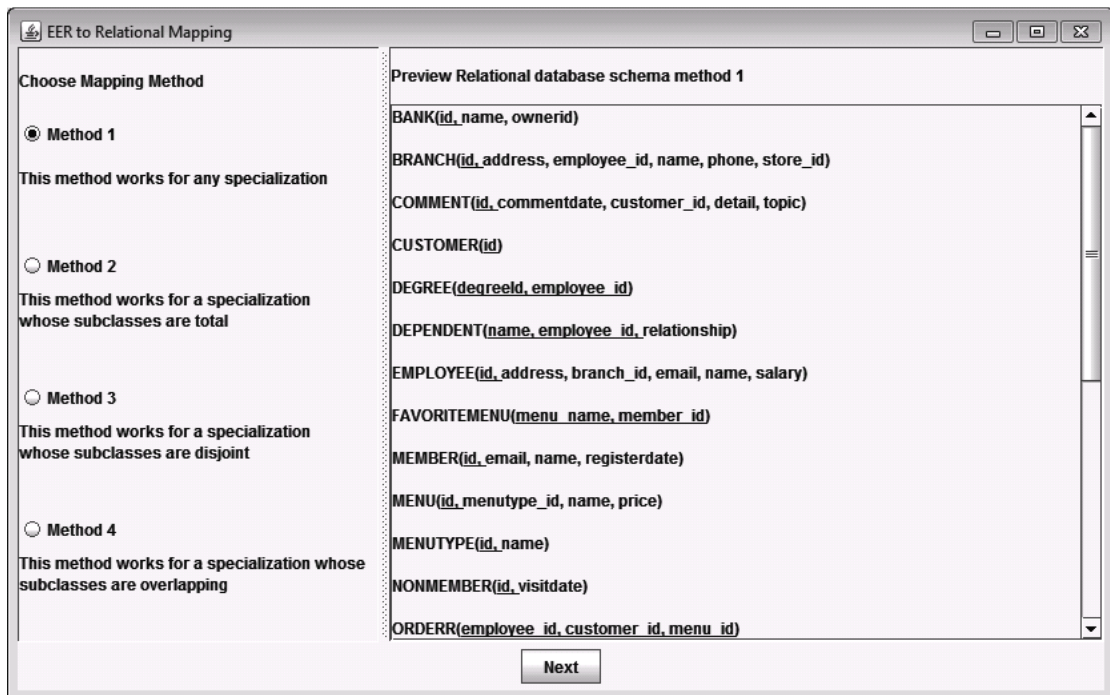 EER to Relational Mapping
Choose Mapping Method
Method 1
This method works for any specialization
Method 2
This method works for a specialization
whose subclasses are total
Method 3
This method works for a specialization
whose subclasses are disjoint
Method 4
This method works for a specialization whose
subclasses are overlapping
Preview Relational database schema method 1
BANK(id, name, ownerid)
BRANCH(id, address, employee_id, name, phone, store_id)
COMMENT(id, commentdate, customer_id, detail, topic)
CUSTOMER(id)
DEGREE(degreeId, employee_id)
DEPENDENT(name, employee_id, relationship)
EMPLOYEE(id, address, branch_id, email, name, salary)
FAVORITEMENU(menu_name, member_id)
MEMBER(id, email, name, registerdate)
MENU(id, menutype_id, name, price)
MENUTYPE(id, name)
NONMEMBER(id, visitdate)
ORDERR(employee_id, customer_id, menu_id)
Next